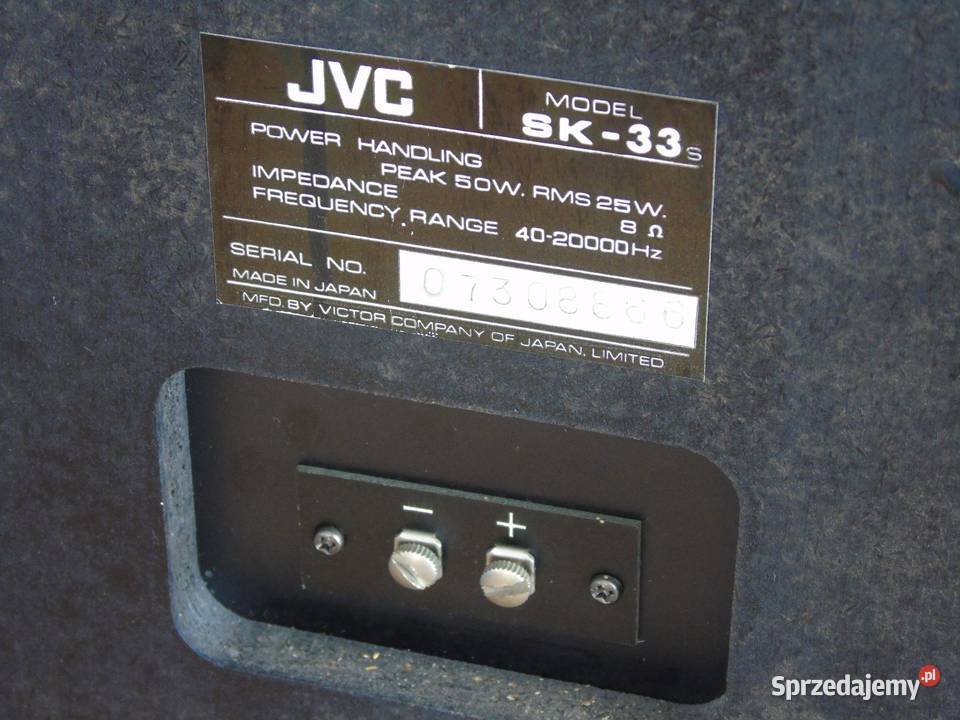 JVC
MODEL
SK-33s
POWER HANDLING
PEAK 50W. RMS 25W.
IMPEDANCE 8 Ω
FREQUENCY RANGE 40-20000Hz
SERIAL NO.
MADE IN JAPAN
MFD. BY VICTOR COMPANY OF JAPAN, LIMITED
− +
Sprzedajemy.pl